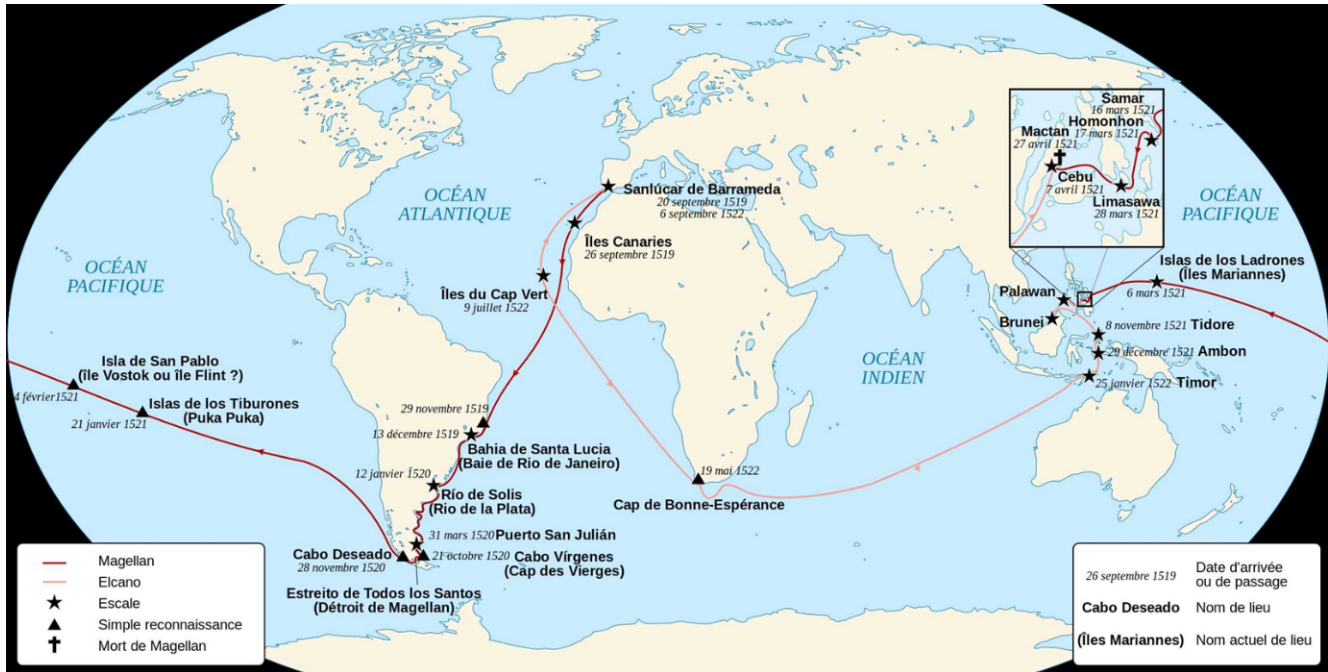 OCÉAN
ATLANTIQUE
OCÉAN
PACIFIQUE
OCÉAN
INDIEN
OCÉAN
PACIFIQUE
Samar
16 mars 1521
Homonhon
17 mars 1521
Mactan
27 avril 1521
Cebu
7 avril 1521
Limasawa
28 mars 1521
Sanlúcar de Barrameda
20 septembre 1519
6 septembre 1522
Îles Canaries
26 septembre 1519
Îles du Cap Vert
9 juillet 1522
Islas de los Ladrones
(Îles Mariannes)
6 mars 1521
Palawan
Brunei
8 novembre 1521 Tidore
29 décembre 1521 Ambon
25 janvier 1522 Timor
Isla de San Pablo
(île Vostok ou île Flint ?)
4 février1521
Islas de los Tiburones
(Puka Puka)
21 janvier 1521
29 novembre 1519
13 décembre 1519
Bahia de Santa Lucia
(Baie de Rio de Janeiro)
12 janvier 1520
Río de Solis
(Rio de la Plata)
19 mai 1522
Cap de Bonne-Espérance
31 mars 1520 Puerto San Julián
21 octobre 1520 Cabo Vírgenes
(Cap des Vierges)
Cabo Deseado
28 novembre 1520
Estreito de Todos los Santos
(Détroit de Magellan)
Magellan
Elcano
Escale
Simple reconnaissance
Mort de Magellan
26 septembre 1519 Date d'arrivée
ou de passage
Cabo Deseado Nom de lieu
(Îles Mariannes) Nom actuel de lieu